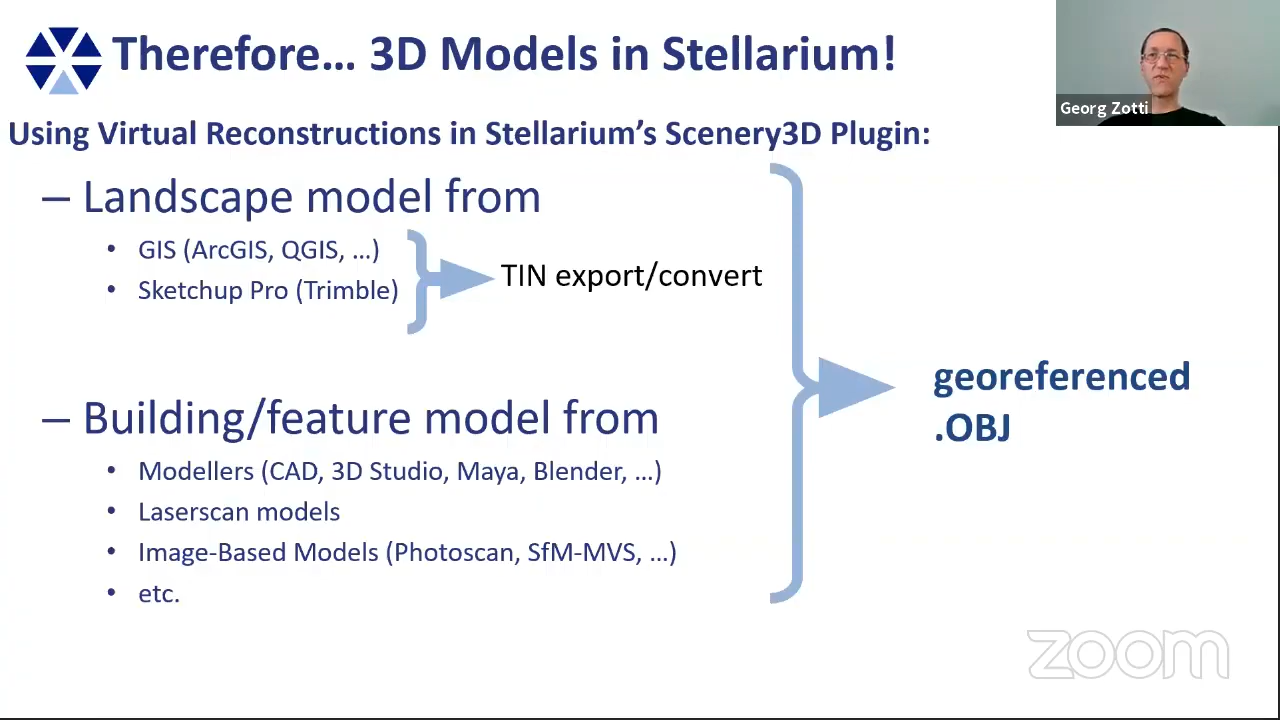 Therefore... 3D Models in Stellarium!
Georg Zotti
Using Virtual Reconstructions in Stellarium’s Scenery3D Plugin:
– Landscape model from
• GIS (ArcGIS, QGIS, ...)
• Sketchup Pro (Trimble)
TIN export/convert
georeferenced
.OBJ
– Building/feature model from
• Modellers (CAD, 3D Studio, Maya, Blender, ...)
• Laserscan models
• Image-Based Models (Photoscan, SfM-MVS, ...)
• etc.
zoom